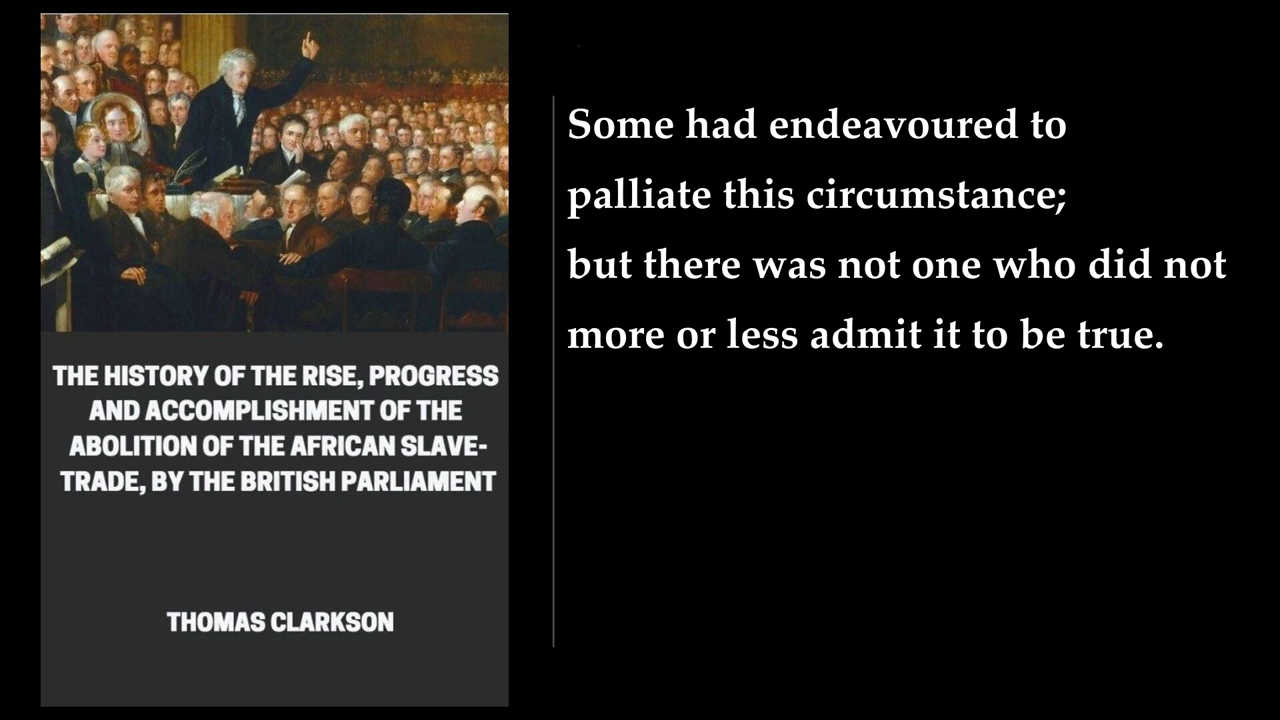 THE HISTORY OF THE RISE, PROGRESS
AND ACCOMPLISHMENT OF THE
ABOLITION OF THE AFRICAN SLAVE-
TRADE, BY THE BRITISH PARLIAMENT
THOMAS CLARKSON
Some had endeavoured to
palliate this circumstance;
but there was not one who did not
more or less admit it to be true.